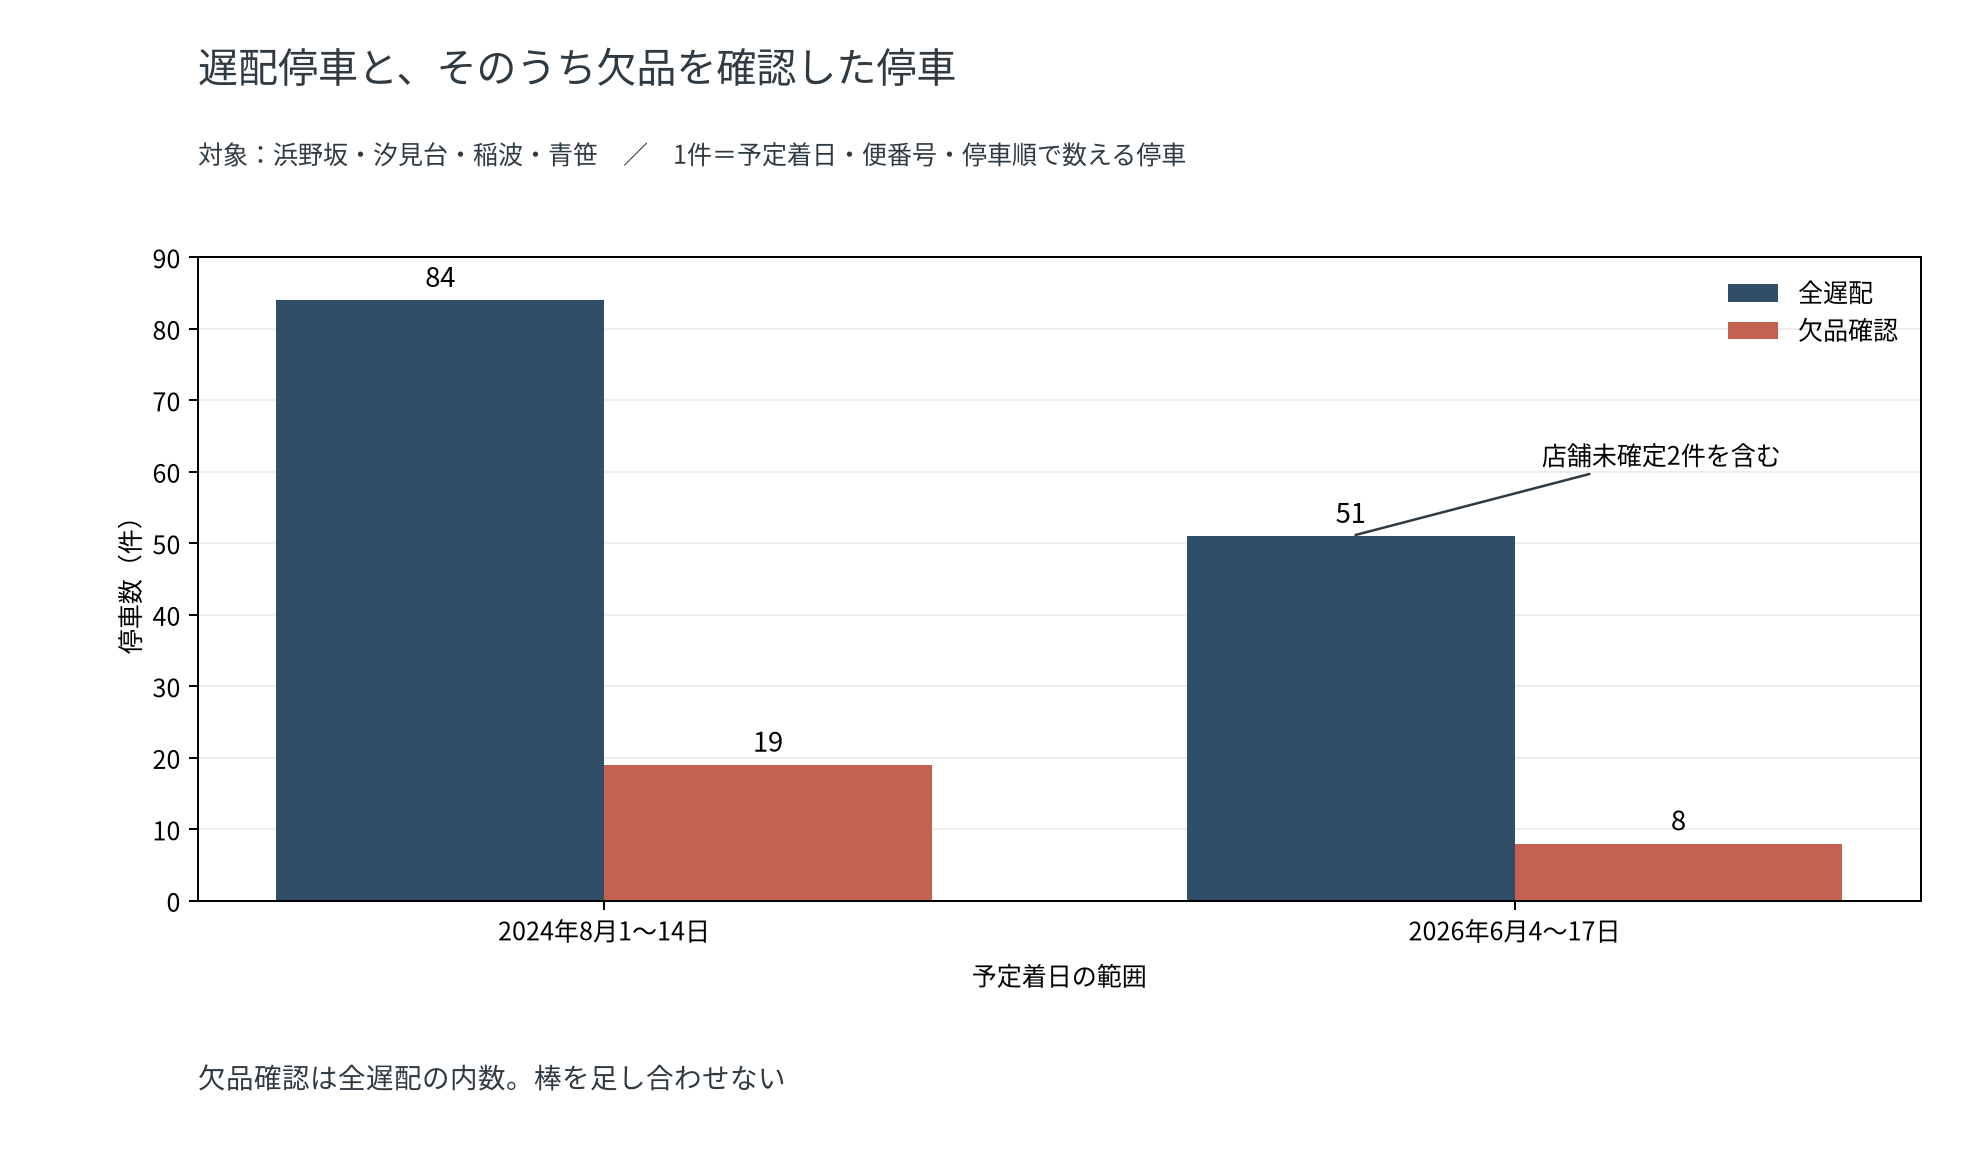 遅配停車と、そのうち欠品を確認した停車
対象：浜野坂・汐見台・稲波・青笹　／　1件＝予定着日・便番号・停車順で数える停車
停車数（件）
90
80
70
60
50
40
30
20
10
0
84
19
51
8
店舗未確定2件を含む
全遅配
欠品確認
2024年8月1～14日
2026年6月4～17日
予定着日の範囲
欠品確認は全遅配の内数。棒を足し合わせない